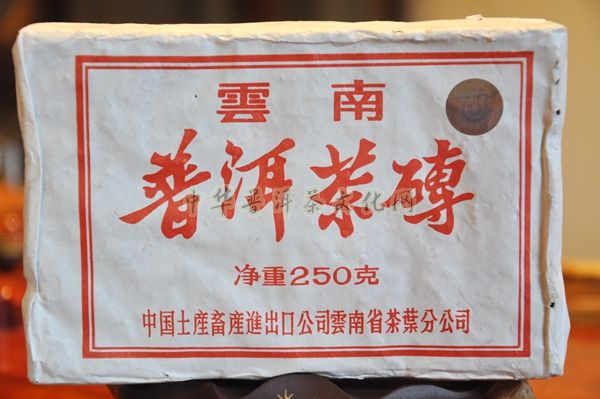 雲南
普洱茶磚
中华普洱茶文化网
净重250克
中国土産畜産進出口公司雲南省茶葉分公司